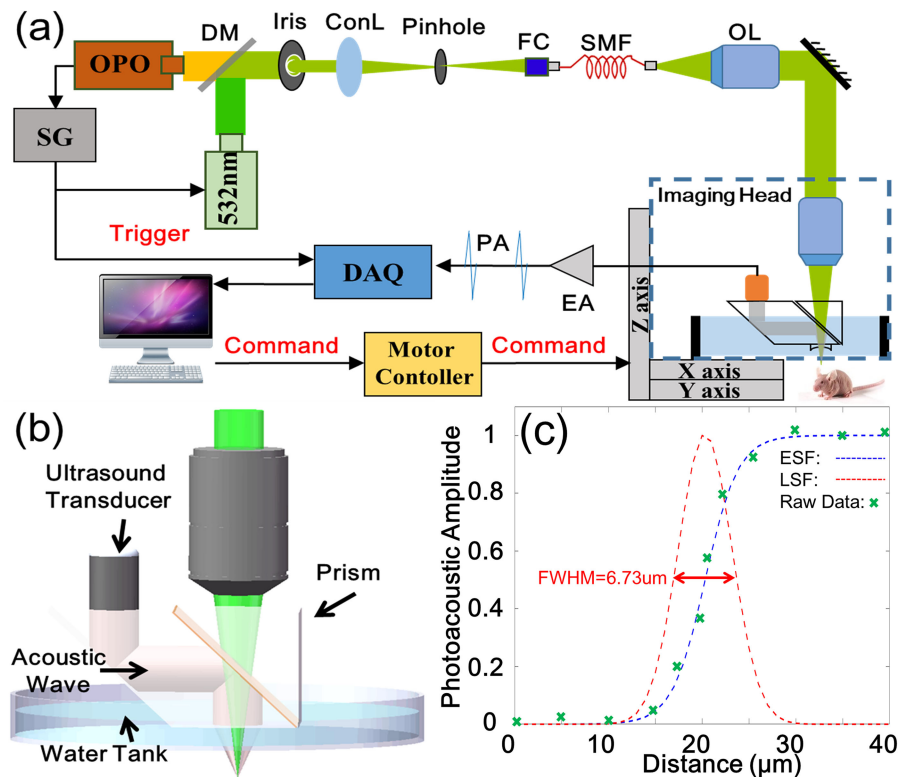 (a)
DM
Iris
ConL
Pinhole
FC
SMF
OL
OPO
SG
532nm
Imaging Head
Trigger
DAQ
PA
EA
Z axis
Command
Motor
Contoller
Command
X axis
Y axis
(b)
Ultrasound
Transducer
Prism
Acoustic
Wave
Water Tank
(c)
Photoacoustic Amplitude
1
0.8
0.6
0.4
0.2
0
ESF:
LSF:
Raw Data:
FWHM=6.73um
0
10
20
30
40
Distance (μm)